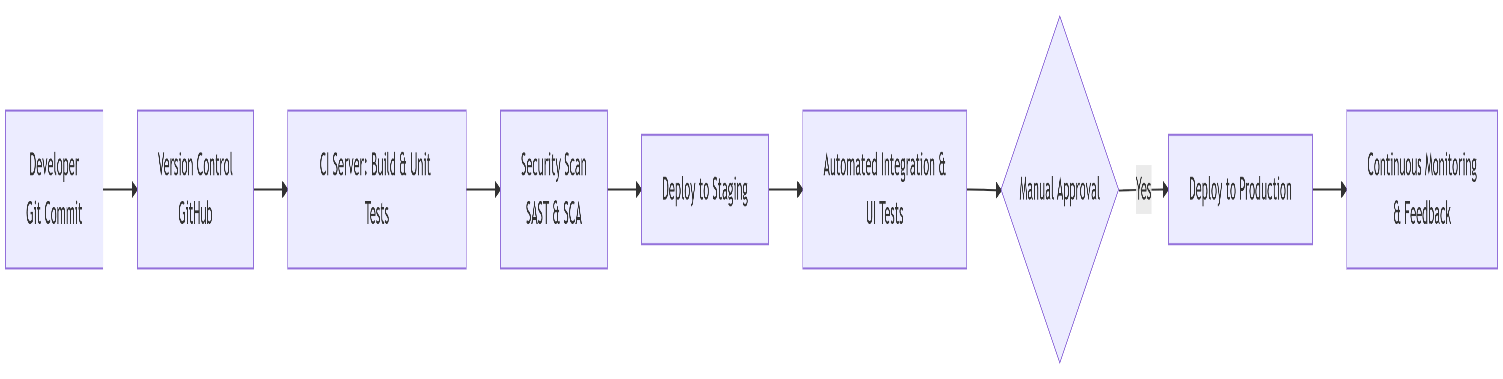 Developer
Git Commit
Version Control
GitHub
CI Server: Build & Unit
Tests
Security Scan
SAST & SCA
Deploy to Staging
Automated Integration &
UI Tests
Manual Approval
Yes
Deploy to Production
Continuous Monitoring
& Feedback